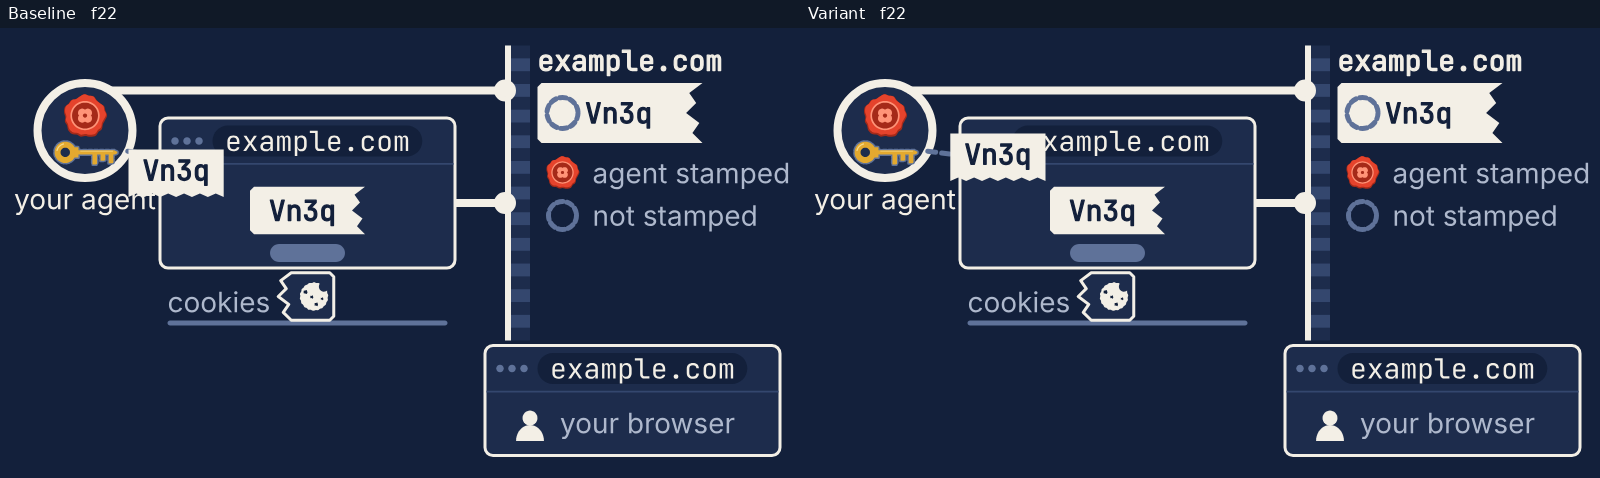 Baseline f22
example.com
Vn3q
example.com
Vn3q
agent stamped
your agent
Vn3q
not stamped
cookies
example.com
your browser
Variant f22
example.com
Vn3q
xample.com
Vn3q
agent stamped
your agent
Vn3q
not stamped
cookies
example.com
your browser